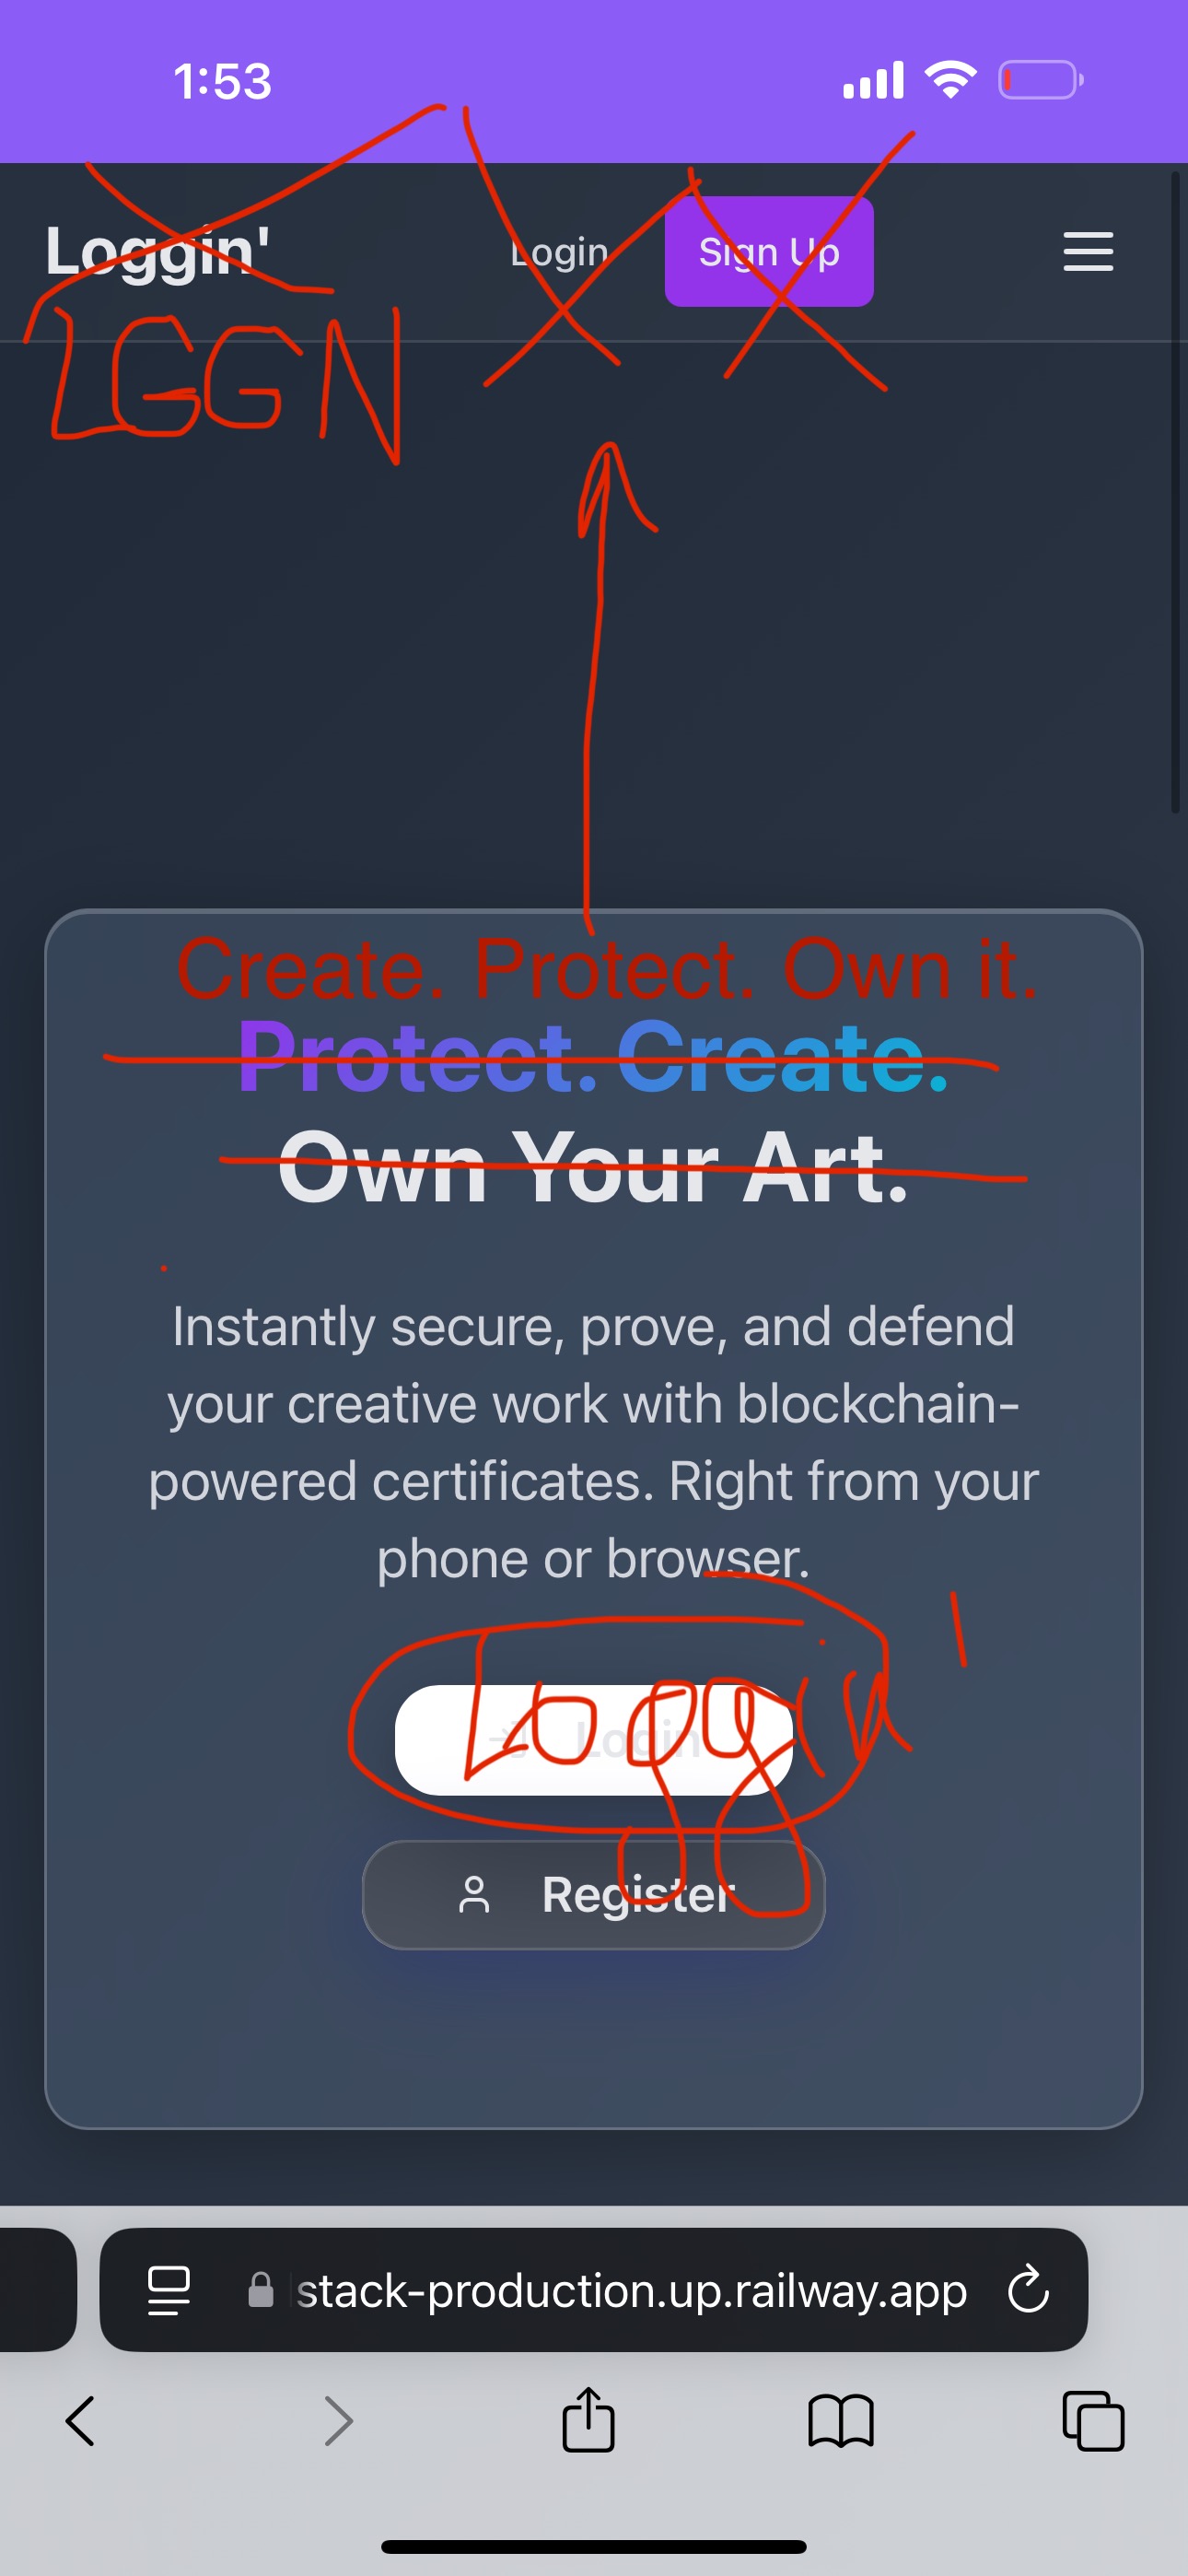 1:53
Loggin'
Login
Sign Up
LGGN
Create. Protect. Own it.
Protect. Create.
Own Your Art.
Instantly secure, prove, and defend
your creative work with blockchain-
powered certificates. Right from your
phone or browser.
Login
Loggin'
Register
stack-production.up.railway.app